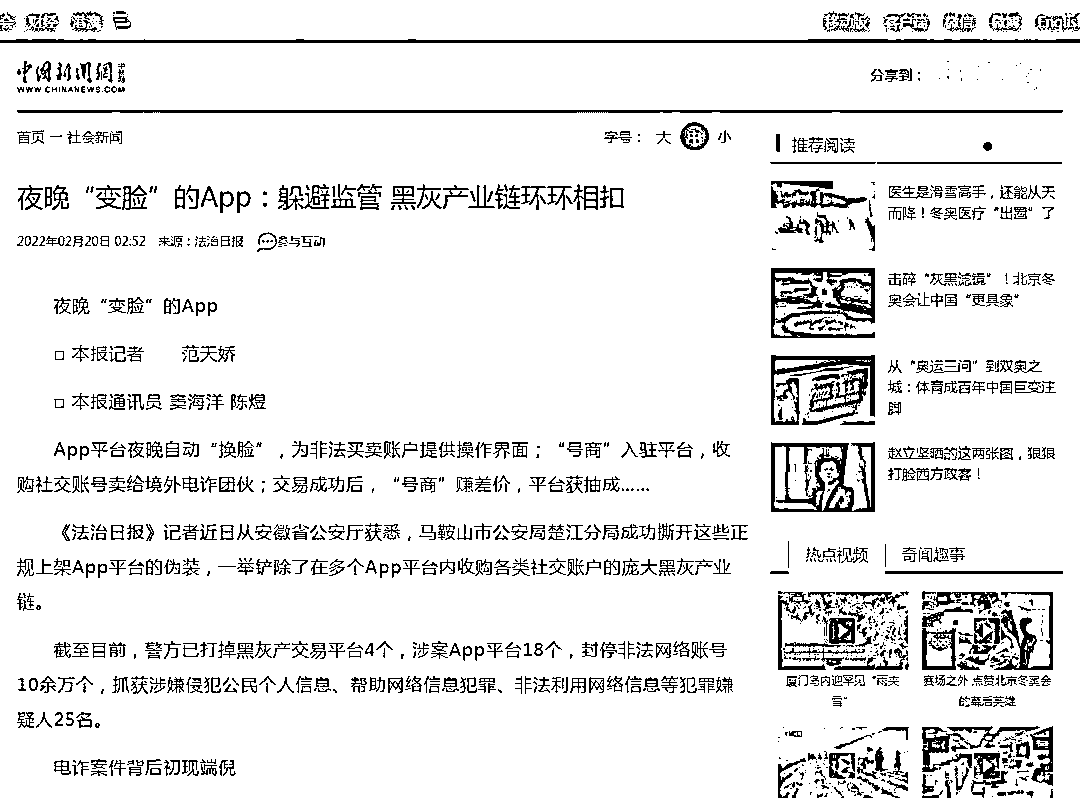 财经 港澳
移动版 客户端 微信 微博 English
中国新闻网
WWW.CHINANEWS.COM
分享到：
首页 → 社会新闻
字号： 大 中 小
夜晚“变脸”的App：躲避监管 黑灰产业链环环相扣
2022年02月20日 02:52 来源：法治日报 参与互动
夜晚“变脸”的App
□ 本报记者 范天娇
□ 本报通讯员 窦海洋 陈煜
App平台夜晚自动“换脸”，为非法买卖账户提供操作界面；“号商”入驻平台，收
购社交账号卖给境外电诈团伙；交易成功后，“号商”赚差价，平台获抽成……
《法治日报》记者近日从安徽省公安厅获悉，马鞍山市公安局楚江分局成功撕开这些正
规上架App平台的伪装，一举铲除了在多个App平台内收购各类社交账户的庞大黑灰产业
链。
截至目前，警方已打掉黑灰产交易平台4个，涉案App平台18个，封停非法网络账号
10余万个，抓获涉嫌侵犯公民个人信息、帮助网络信息犯罪、非法利用网络信息等犯罪嫌
疑人25名。
电诈案件背后初现端倪
推荐阅读
医生是滑雪高手，还能从天
而降！冬奥医疗“出圈”了
击碎“灰黑滤镜”！北京冬
奥会让中国“更具象”
从“奥运三问”到双奥之
城：体育成百年中国巨变注
脚
赵立坚晒的这两张图，狠狠
打脸西方政客！
热点视频 奇闻趣事
厦门岛内迎罕见“雨夹
雪”
赛场之外 点赞北京冬奥会
的幕后英雄